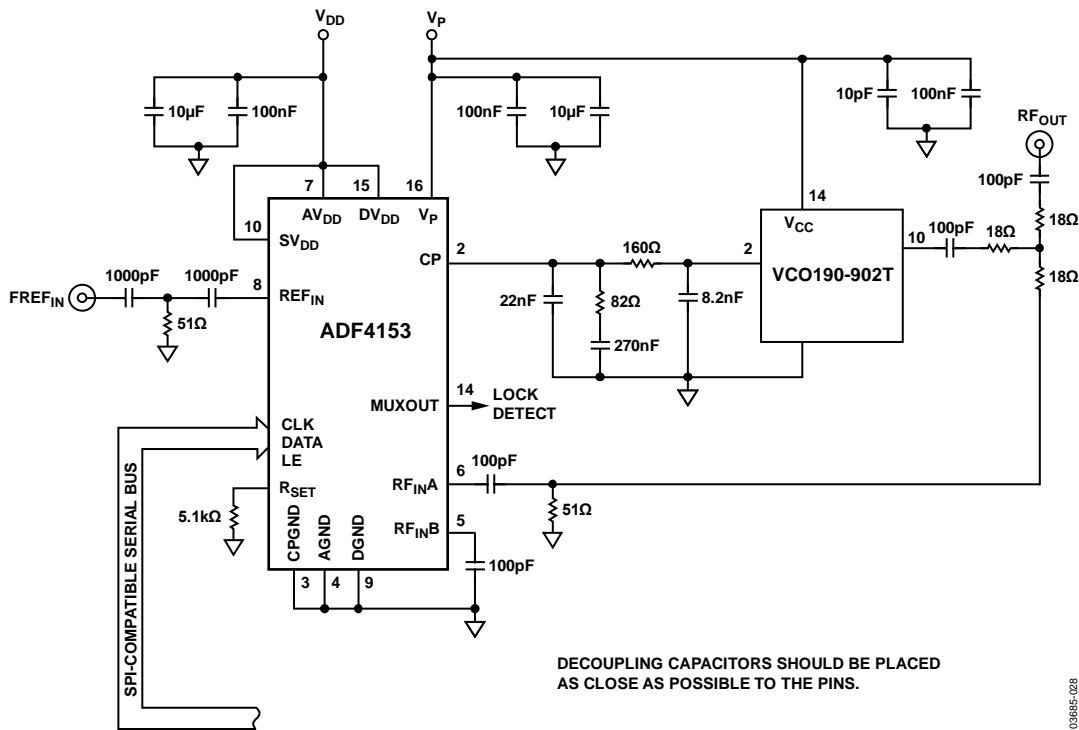 VDD
VP
10µF
100nF
100nF
10µF
10pF
100nF
RFOUT
100pF
18Ω
7
15
16
AVDD
DVDD
VP
14
VCC
10
SVDD
2
CP
160Ω
2
VCO190-902T
10
100pF
18Ω
18Ω
FREFIN
1000pF
1000pF
8
REFIN
51Ω
ADF4153
22nF
82Ω
270nF
8.2nF
MUXOUT
14
LOCK
DETECT
CLK
DATA
LE
SPI-COMPATIBLE SERIAL BUS
RSET
5.1kΩ
6
RFINA
100pF
51Ω
5
RFINB
100pF
CPGND
AGND
DGND
3
4
9
DECOUPLING CAPACITORS SHOULD BE PLACED
AS CLOSE AS POSSIBLE TO THE PINS.
03685-028